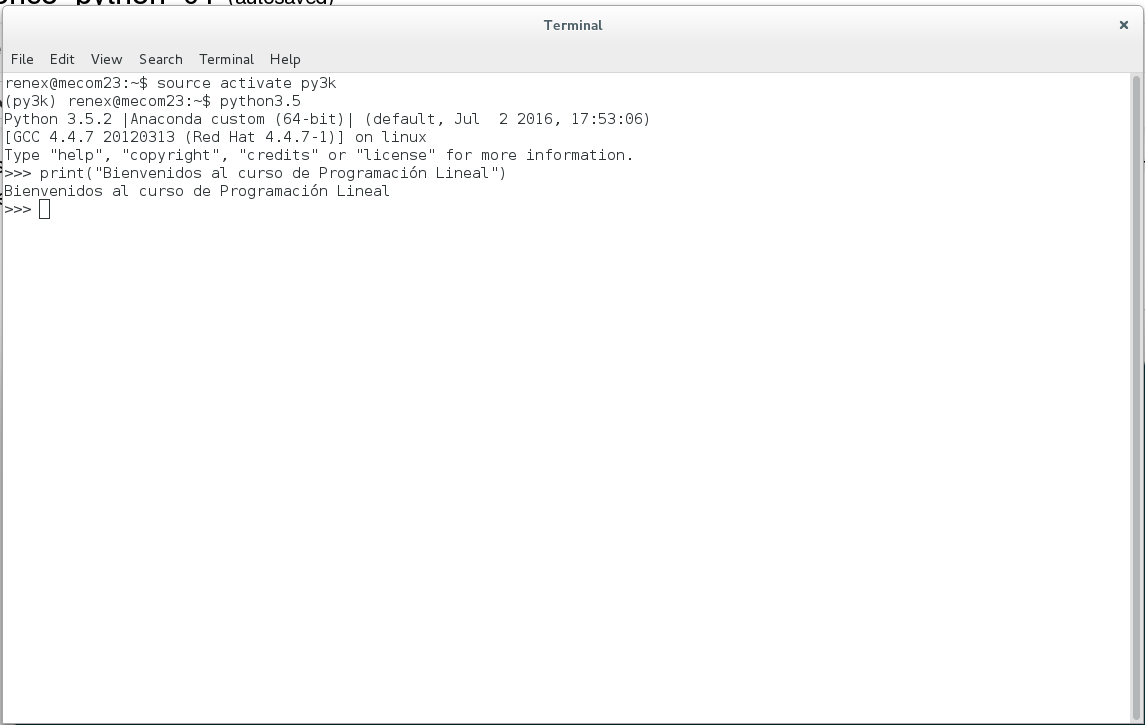 python (autosaved)
Terminal
File Edit View Search Terminal Help
renex@mecom23:~$ source activate py3k
(py3k) renex@mecom23:~$ python3.5
Python 3.5.2 |Anaconda custom (64-bit)| (default, Jul  2 2016, 17:53:06)
[GCC 4.4.7 20120313 (Red Hat 4.4.7-1)] on linux
Type "help", "copyright", "credits" or "license" for more information.
>>> print("Bienvenidos al curso de Programación Lineal")
Bienvenidos al curso de Programación Lineal
>>>